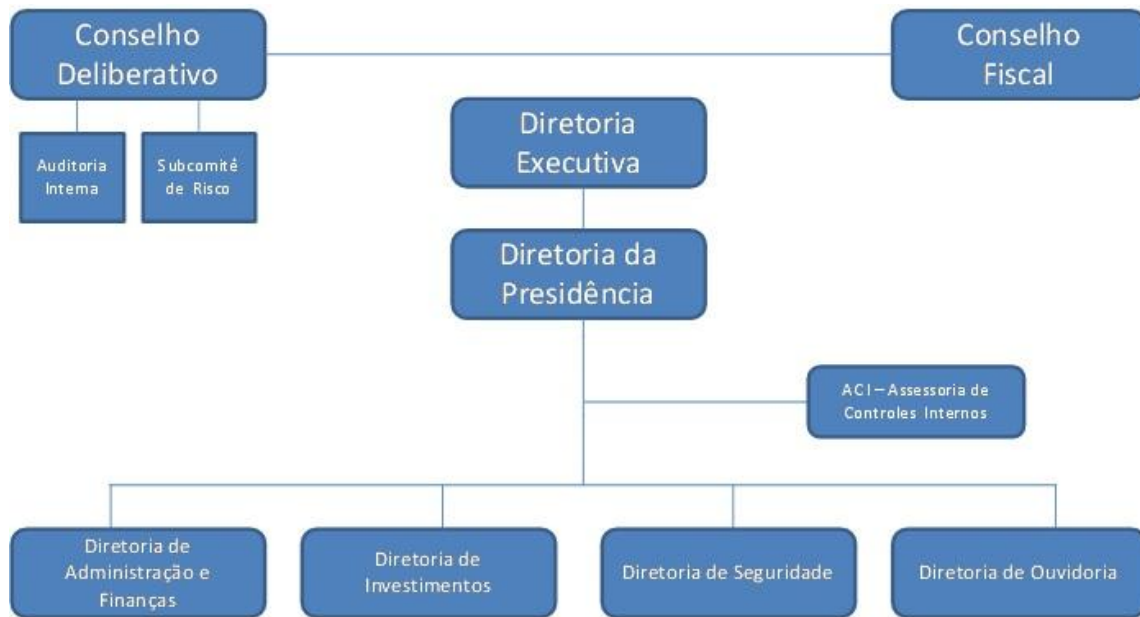 Conselho
Deliberativo
Conselho
Fiscal
Auditoria
Interna
Subcomitê
de Risco
Diretoria
Executiva
Diretoria da
Presidência
ACI – Assessoria de
Controles Internos
Diretoria de
Administração e
Finanças
Diretoria de
Investimentos
Diretoria de Seguridade
Diretoria de Ouvidoria